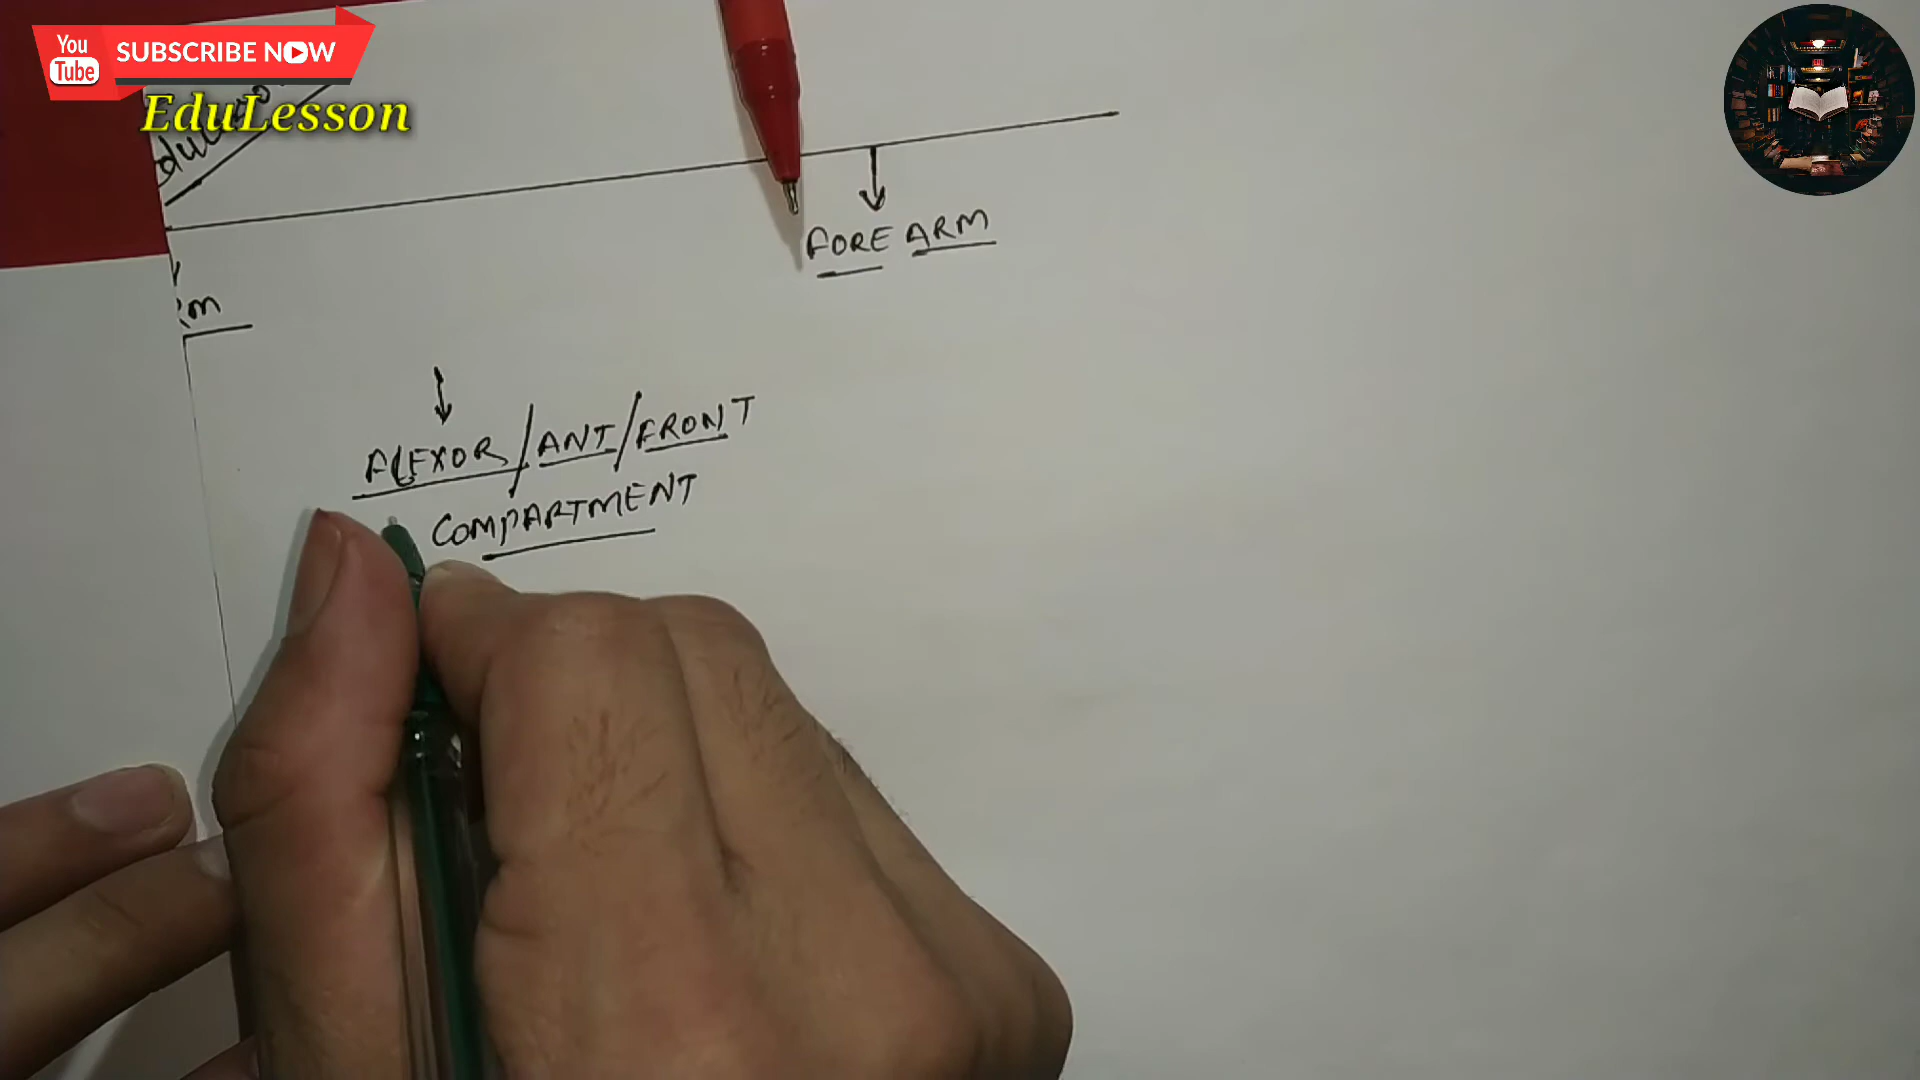 You
Tube
SUBSCRIBE NOW
EduLesson
FORE ARM
FLEXOR/ANT/FRONT
COMPARTMENT